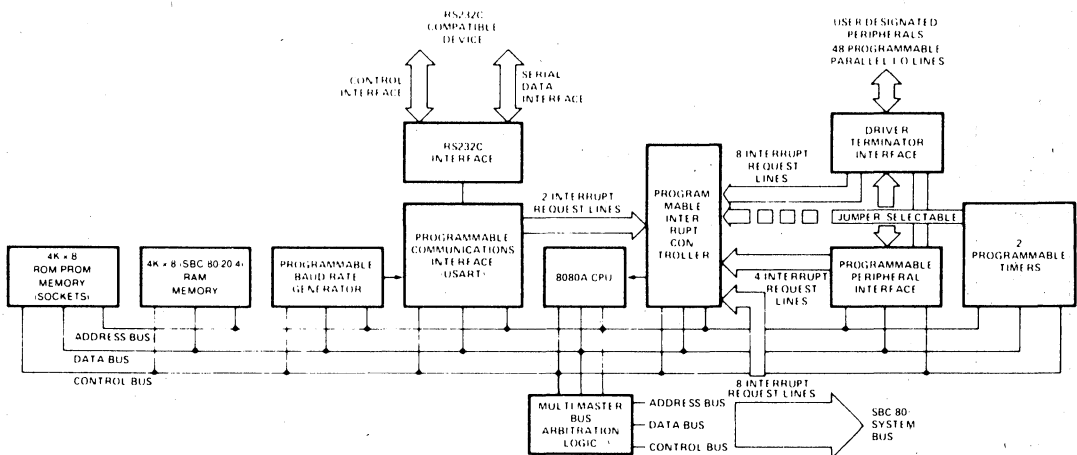 RS232C
COMPATIBLE
DEVICE
CONTROL
INTERFACE
SERIAL
DATA
INTERFACE
USER DESIGNATED
PERIPHERALS
48 PROGRAMMABLE
PARALLEL I O LINES
RS232C
INTERFACE
DRIVER
TERMINATOR
INTERFACE
8 INTERRUPT
REQUEST
LINES
2 INTERRUPT
REQUEST LINES
PROGRAM
MABLE
INTER
RUPT
CON
TROLLER
JUMPER SELECTABLE
4K x 8
ROM PROM
MEMORY
(SOCKETS)
4K x 8 (SBC 80 20 4)
RAM
MEMORY
PROGRAMMABLE
BAUD RATE
GENERATOR
PROGRAMMABLE
COMMUNICATIONS
INTERFACE
(USART)
8080A CPU
4 INTERRUPT
REQUEST
LINES
PROGRAMMABLE
PERIPHERAL
INTERFACE
2
PROGRAMMABLE
TIMERS
ADDRESS BUS
DATA BUS
CONTROL BUS
8 INTERRUPT
REQUEST LINES
MULTI MASTER
BUS
ARBITRATION
LOGIC
ADDRESS BUS
DATA BUS
CONTROL BUS
SBC 80
SYSTEM
BUS